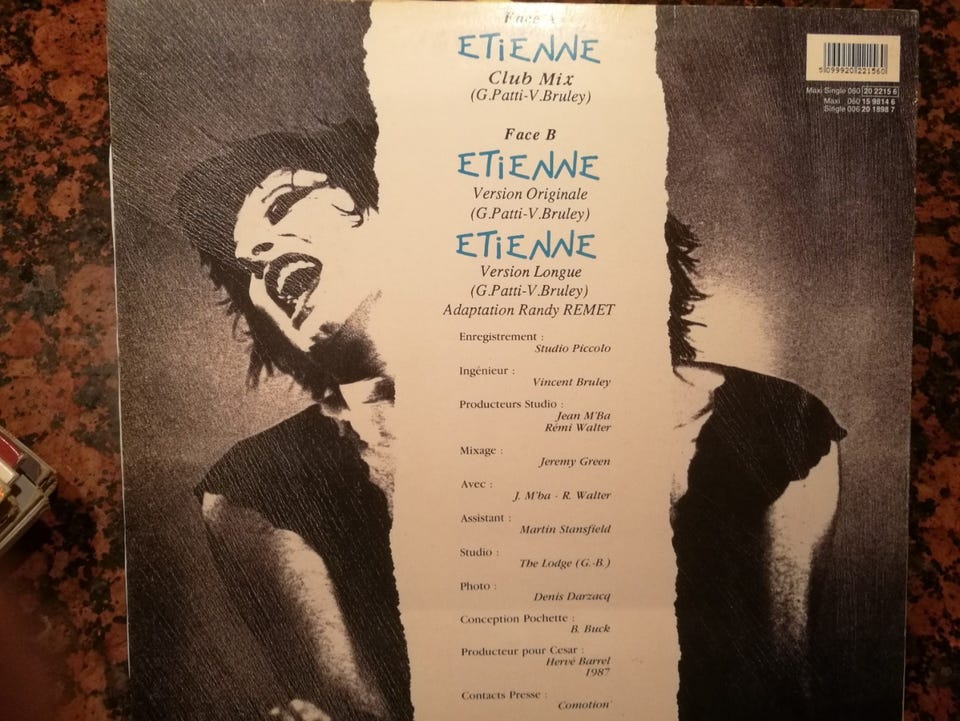 Face A
ETiENNE
Club Mix
(G.Patti-V.Bruley)
Face B
ETiENNE
Version Originale
(G.Patti-V.Bruley)
ETiENNE
Version Longue
(G.Patti-V.Bruley)
Adaptation Randy REMET
Enregistrement :
Studio Piccolo
Ingénieur :
Vincent Bruley
Producteurs Studio :
Jean M'Ba
Rémi Walter
Mixage :
Jeremy Green
Avec :
J. M'ba - R. Walter
Assistant :
Martin Stansfield
Studio :
The Lodge (G.-B.)
Photo :
Denis Darzacq
Conception Pochette :
B. Buck
Producteur pour Cesar :
Hervé Barrel
1987
Contacts Presse :
Comotion
5 099920 221560
Maxi Single 060 20 2215 6
Maxi 060 15 9814 6
Single 006 20 1898 7